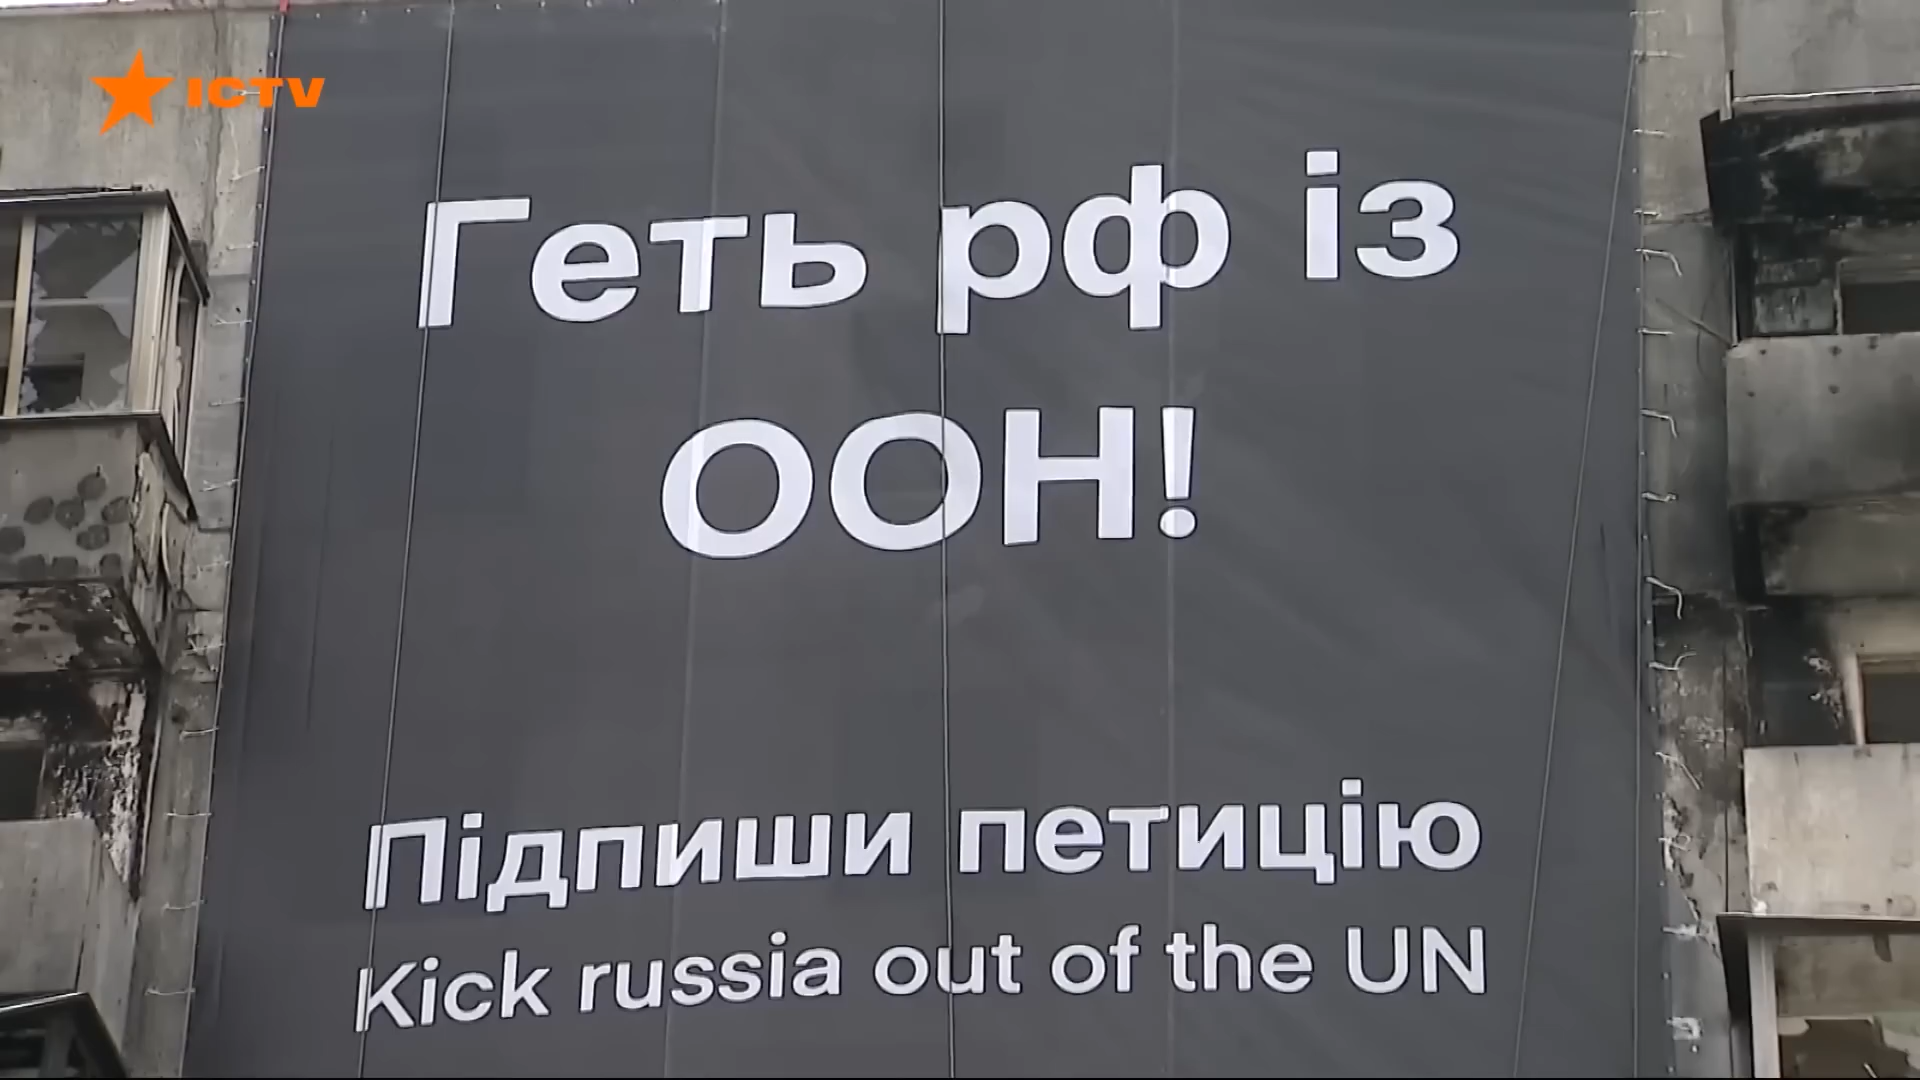 ICTV
Геть рф із
ООН!
Підпиши петицію
Kick russia out of the UN